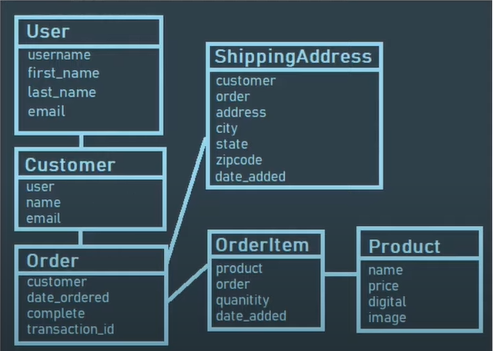 User
username
first_name
last_name
email
ShippingAddress
customer
order
address
city
state
zipcode
date_added
Customer
user
name
email
Order
customer
date_ordered
complete
transaction_id
OrderItem
product
order
quanitity
date_added
Product
name
price
digital
image